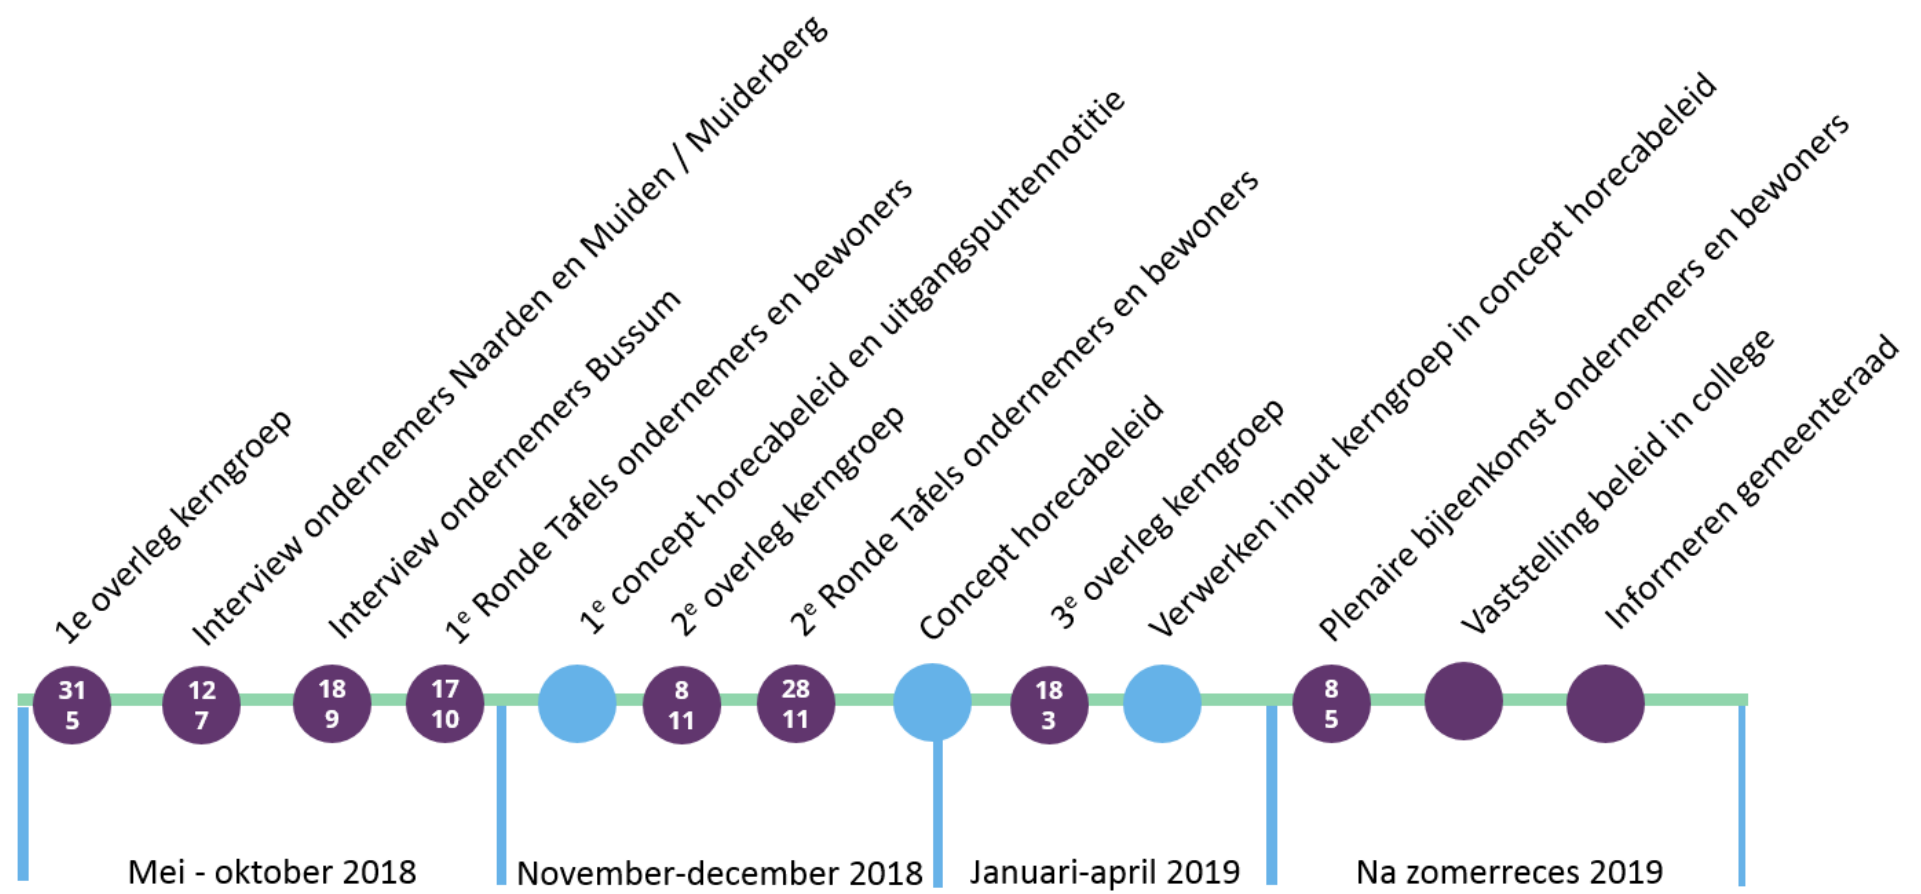 1e overleg kerngroep
Interview ondernemers Naarden en Muiden / Muiderberg
Interview ondernemers Bussum
1e Ronde Tafels ondernemers en bewoners
1e concept horecabeleid en uitgangspuntennotitie
2e overleg kerngroep
2e Ronde Tafels ondernemers en bewoners
Concept horecabeleid
3e overleg kerngroep
Verwerken input kerngroep in concept horecabeleid
Plenaire bijeenkomst ondernemers en bewoners
Vaststelling beleid in college
Informeren gemeenteraad
31
5
12
7
18
9
17
10
8
11
28
11
18
3
8
5
Mei - oktober 2018
November-december 2018
Januari-april 2019
Na zomerreces 2019